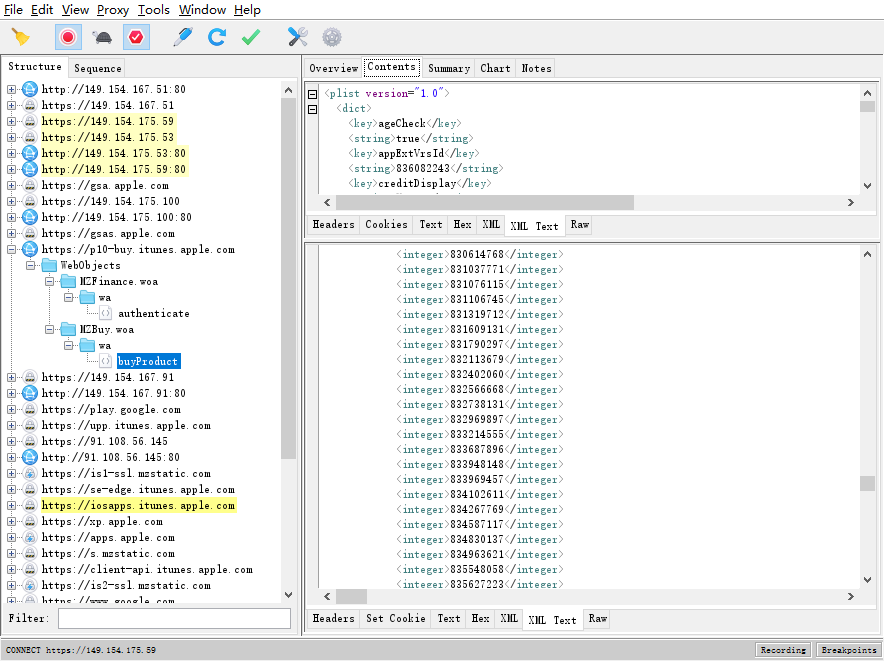 File Edit View Proxy Tools Window Help
Structure Sequence
http://149.154.167.51:80
https://149.154.167.51
https://149.154.175.59
https://149.154.175.53
http://149.154.175.53:80
http://149.154.175.59:80
https://gsa.apple.com
https://149.154.175.100
http://149.154.175.100:80
https://gsas.apple.com
https://p10-buy.itunes.apple.com
WebObjects
MZFinance.woa
wa
authenticate
MZBuy.woa
wa
buyProduct
https://149.154.167.91
http://149.154.167.91:80
https://play.google.com
https://upp.itunes.apple.com
https://91.108.56.145
http://91.108.56.145:80
https://is1-ssl.mzstatic.com
https://se-edge.itunes.apple.com
https://iosapps.itunes.apple.com
https://xp.apple.com
https://apps.apple.com
https://s.mzstatic.com
https://client-api.itunes.apple.com
https://is2-ssl.mzstatic.com
https://www.google.com
Filter:
Overview Contents Summary Chart Notes
<plist version="1.0">
<dict>
<key>ageCheck</key>
<string>true</string>
<key>appExtVrsId</key>
<string>836082243</string>
<key>creditDisplay</key>
Headers Cookies Text Hex XML XML Text Raw
<integer>830614768</integer>
<integer>831037771</integer>
<integer>831076115</integer>
<integer>831106745</integer>
<integer>831319712</integer>
<integer>831609131</integer>
<integer>831790297</integer>
<integer>832113679</integer>
<integer>832402060</integer>
<integer>832566668</integer>
<integer>832738131</integer>
<integer>832969897</integer>
<integer>833214555</integer>
<integer>833687896</integer>
<integer>833948148</integer>
<integer>833969457</integer>
<integer>834102611</integer>
<integer>834267769</integer>
<integer>834587117</integer>
<integer>834830137</integer>
<integer>834963621</integer>
<integer>835548058</integer>
<integer>835627223</integer>
Headers Set Cookie Text Hex XML XML Text Raw
CONNECT https://149.154.175.59
Recording Breakpoints